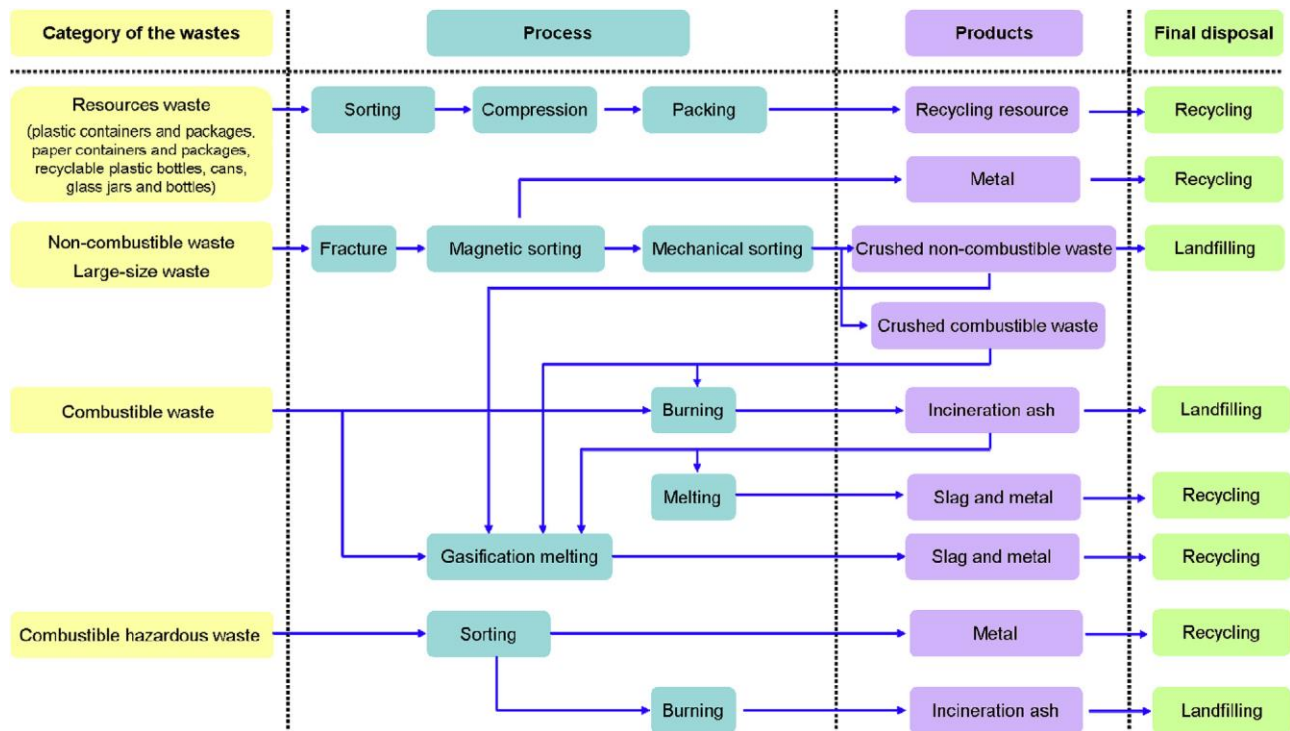 Category of the wastes
Process
Products
Final disposal
Resources waste
(plastic containers and packages,
paper containers and packages,
recyclable plastic bottles, cans,
glass jars and bottles)
Sorting
Compression
Packing
Recycling resource
Recycling
Metal
Recycling
Non-combustible waste
Large-size waste
Fracture
Magnetic sorting
Mechanical sorting
Crushed non-combustible waste
Landfilling
Crushed combustible waste
Combustible waste
Burning
Incineration ash
Landfilling
Melting
Slag and metal
Recycling
Gasification melting
Slag and metal
Recycling
Combustible hazardous waste
Sorting
Metal
Recycling
Burning
Incineration ash
Landfilling